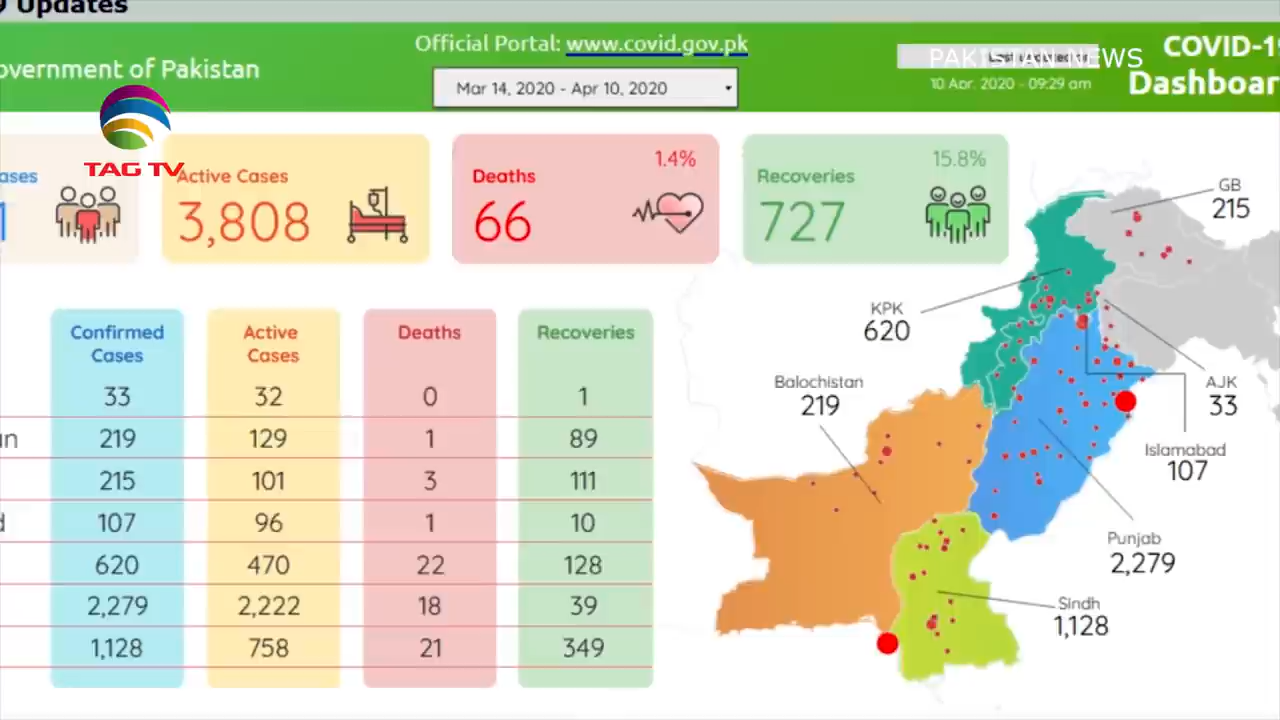 9 Updates
Official Portal: www.covid.gov.pk
PAKISTAN NEWS
COVID-19
overnment of Pakistan
Mar 14, 2020 - Apr 10, 2020
10 Apr. 2020 - 09:29 am
Dashboar
TAG TV
ases
1
Active Cases
3,808
Deaths
1.4%
66
Recoveries
15.8%
727
GB
215
KPK
620
Balochistan
219
AJK
33
Islamabad
107
Punjab
2,279
Sindh
1,128
Confirmed Cases
Active Cases
Deaths
Recoveries
33 32 0 1
an 219 129 1 89
215 101 3 111
d 107 96 1 10
620 470 22 128
2,279 2,222 18 39
1,128 758 21 349